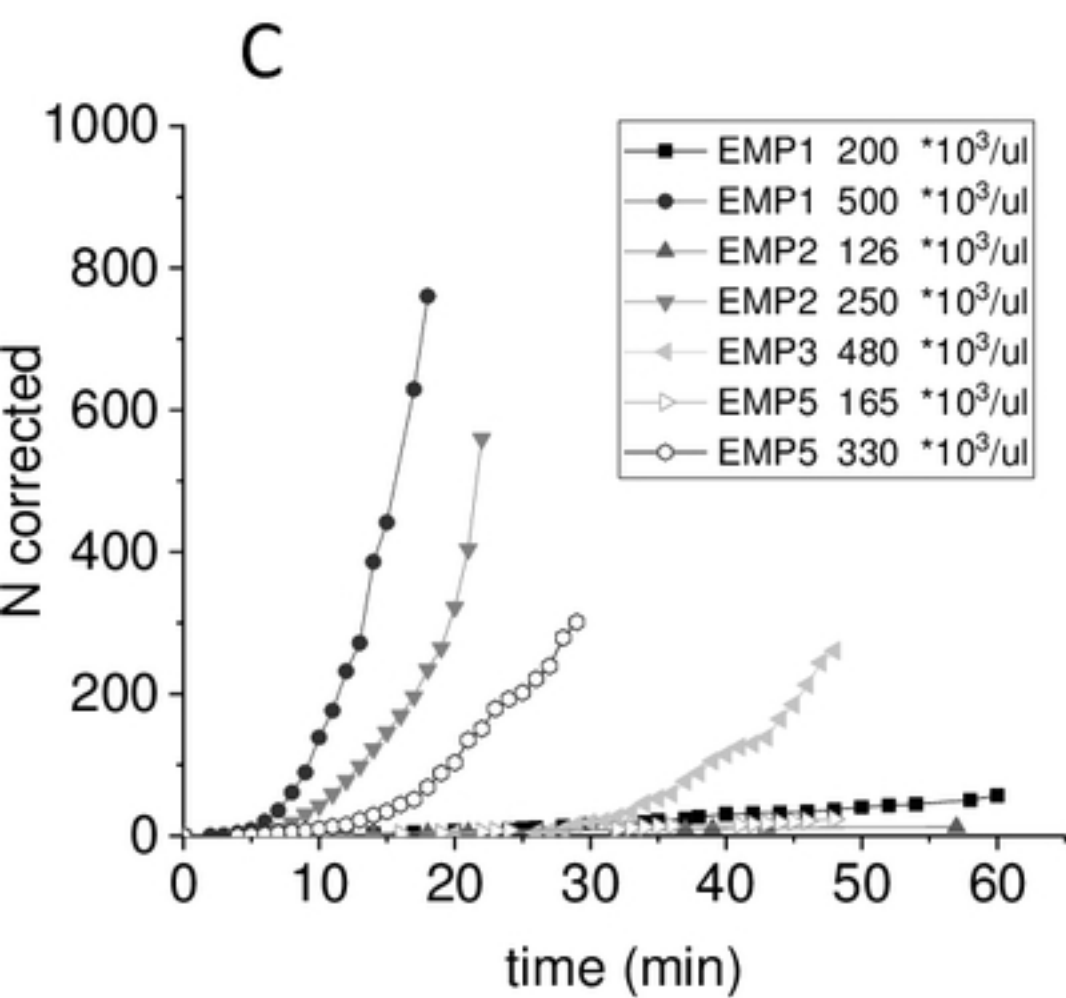 C
1000
800
600
400
200
0
N corrected
EMP1 200 *10³/ul
EMP1 500 *10³/ul
EMP2 126 *10³/ul
EMP2 250 *10³/ul
EMP3 480 *10³/ul
EMP5 165 *10³/ul
EMP5 330 *10³/ul
0 10 20 30 40 50 60
time (min)